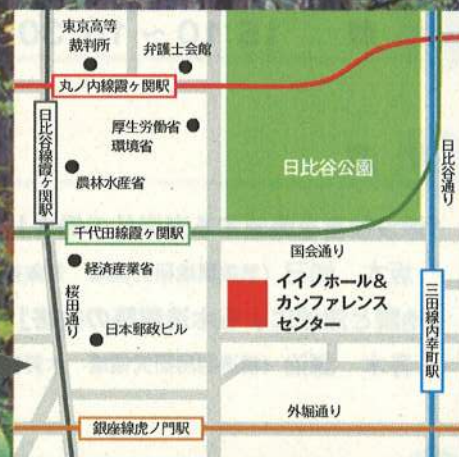 東京高等
裁判所
弁護士会館
丸ノ内線霞ヶ関駅
日比谷線霞ヶ関駅
厚生労働省
環境省
農林水産省
日比谷公園
日比谷通り
千代田線霞ヶ関駅
国会通り
経済産業省
桜田通り
イイノホール&
カンファレンス
センター
三田線内幸町駅
日本郵政ビル
外堀通り
銀座線虎ノ門駅